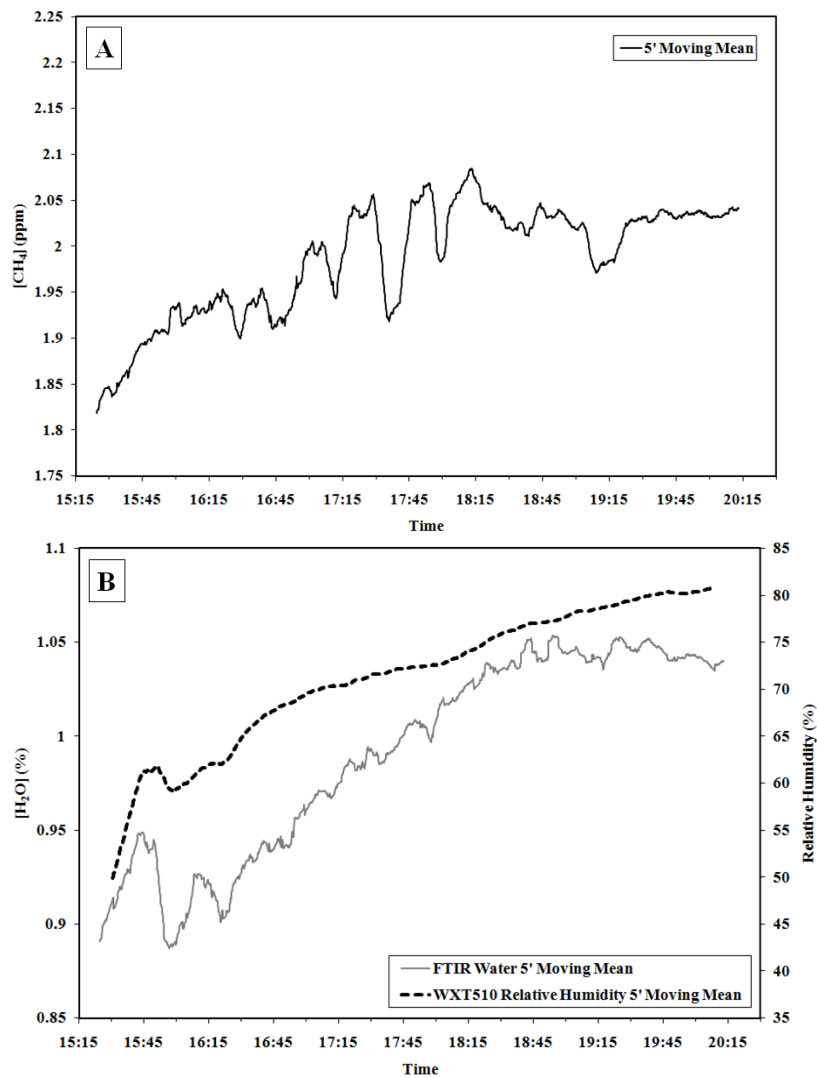 A
5' Moving Mean
2.25
2.2
2.15
2.1
2.05
2
1.95
1.9
1.85
1.8
1.75
[CH4] (ppm)
15:15 15:45 16:15 16:45 17:15 17:45 18:15 18:45 19:15 19:45 20:15
Time
B
1.1
1.05
1
0.95
0.9
0.85
[H2O] (%)
85
80
75
70
65
60
55
50
45
40
35
Relative Humidity (%)
FTIR Water 5' Moving Mean
WXT510 Relative Humidity 5' Moving Mean
15:15 15:45 16:15 16:45 17:15 17:45 18:15 18:45 19:15 19:45 20:15
Time